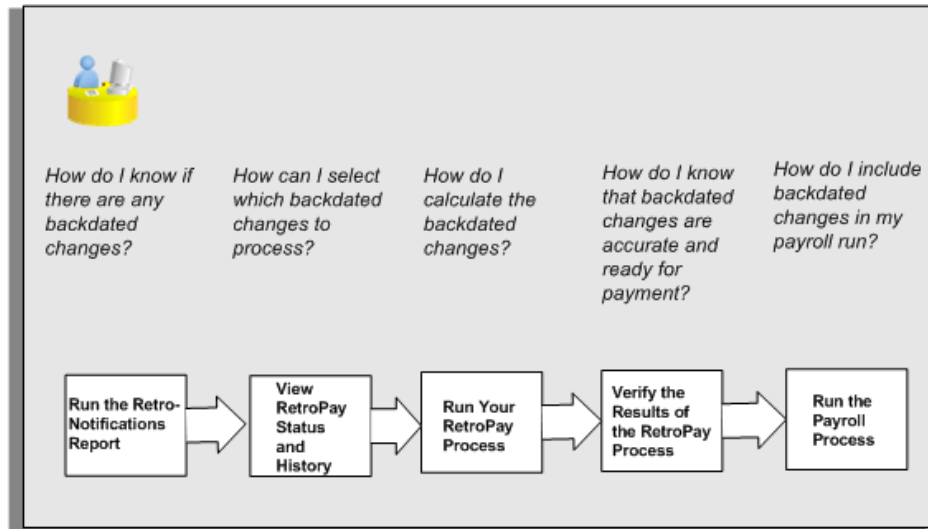 How do I know if
there are any
backdated
changes?
How can I select
which backdated
changes to
process?
How do I
calculate the
backdated
changes?
How do I know
that backdated
changes are
accurate and
ready for
payment?
How do I include
backdated
changes in my
payroll run?
Run the Retro-
Notifications
Report
View
RetroPay
Status
and
History
Run Your
RetroPay
Process
Verify the
Results of
the RetroPay
Process
Run the
Payroll
Process